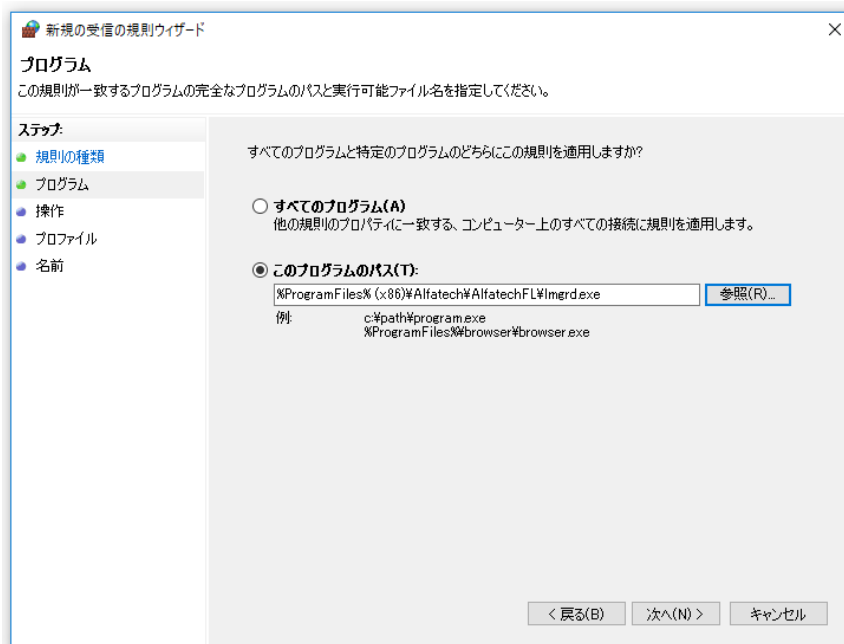 新規の受信の規則ウィザード
プログラム
この規則が一致するプログラムの完全なプログラムのパスと実行可能ファイル名を指定してください。
ステップ:
規則の種類
プログラム
操作
プロファイル
名前
すべてのプログラムと特定のプログラムのどちらにこの規則を適用しますか?
すべてのプログラム(A)
他の規則のプロパティに一致する、コンピューター上のすべての接続に規則を適用します。
このプログラムのパス(T):
%ProgramFiles% (x86)¥Alfatech¥AlfatechFL¥lmgrd.exe 参照(R)...
例: c:¥path¥program.exe
%ProgramFiles%¥browser¥browser.exe
< 戻る(B) 次へ(N) > キャンセル